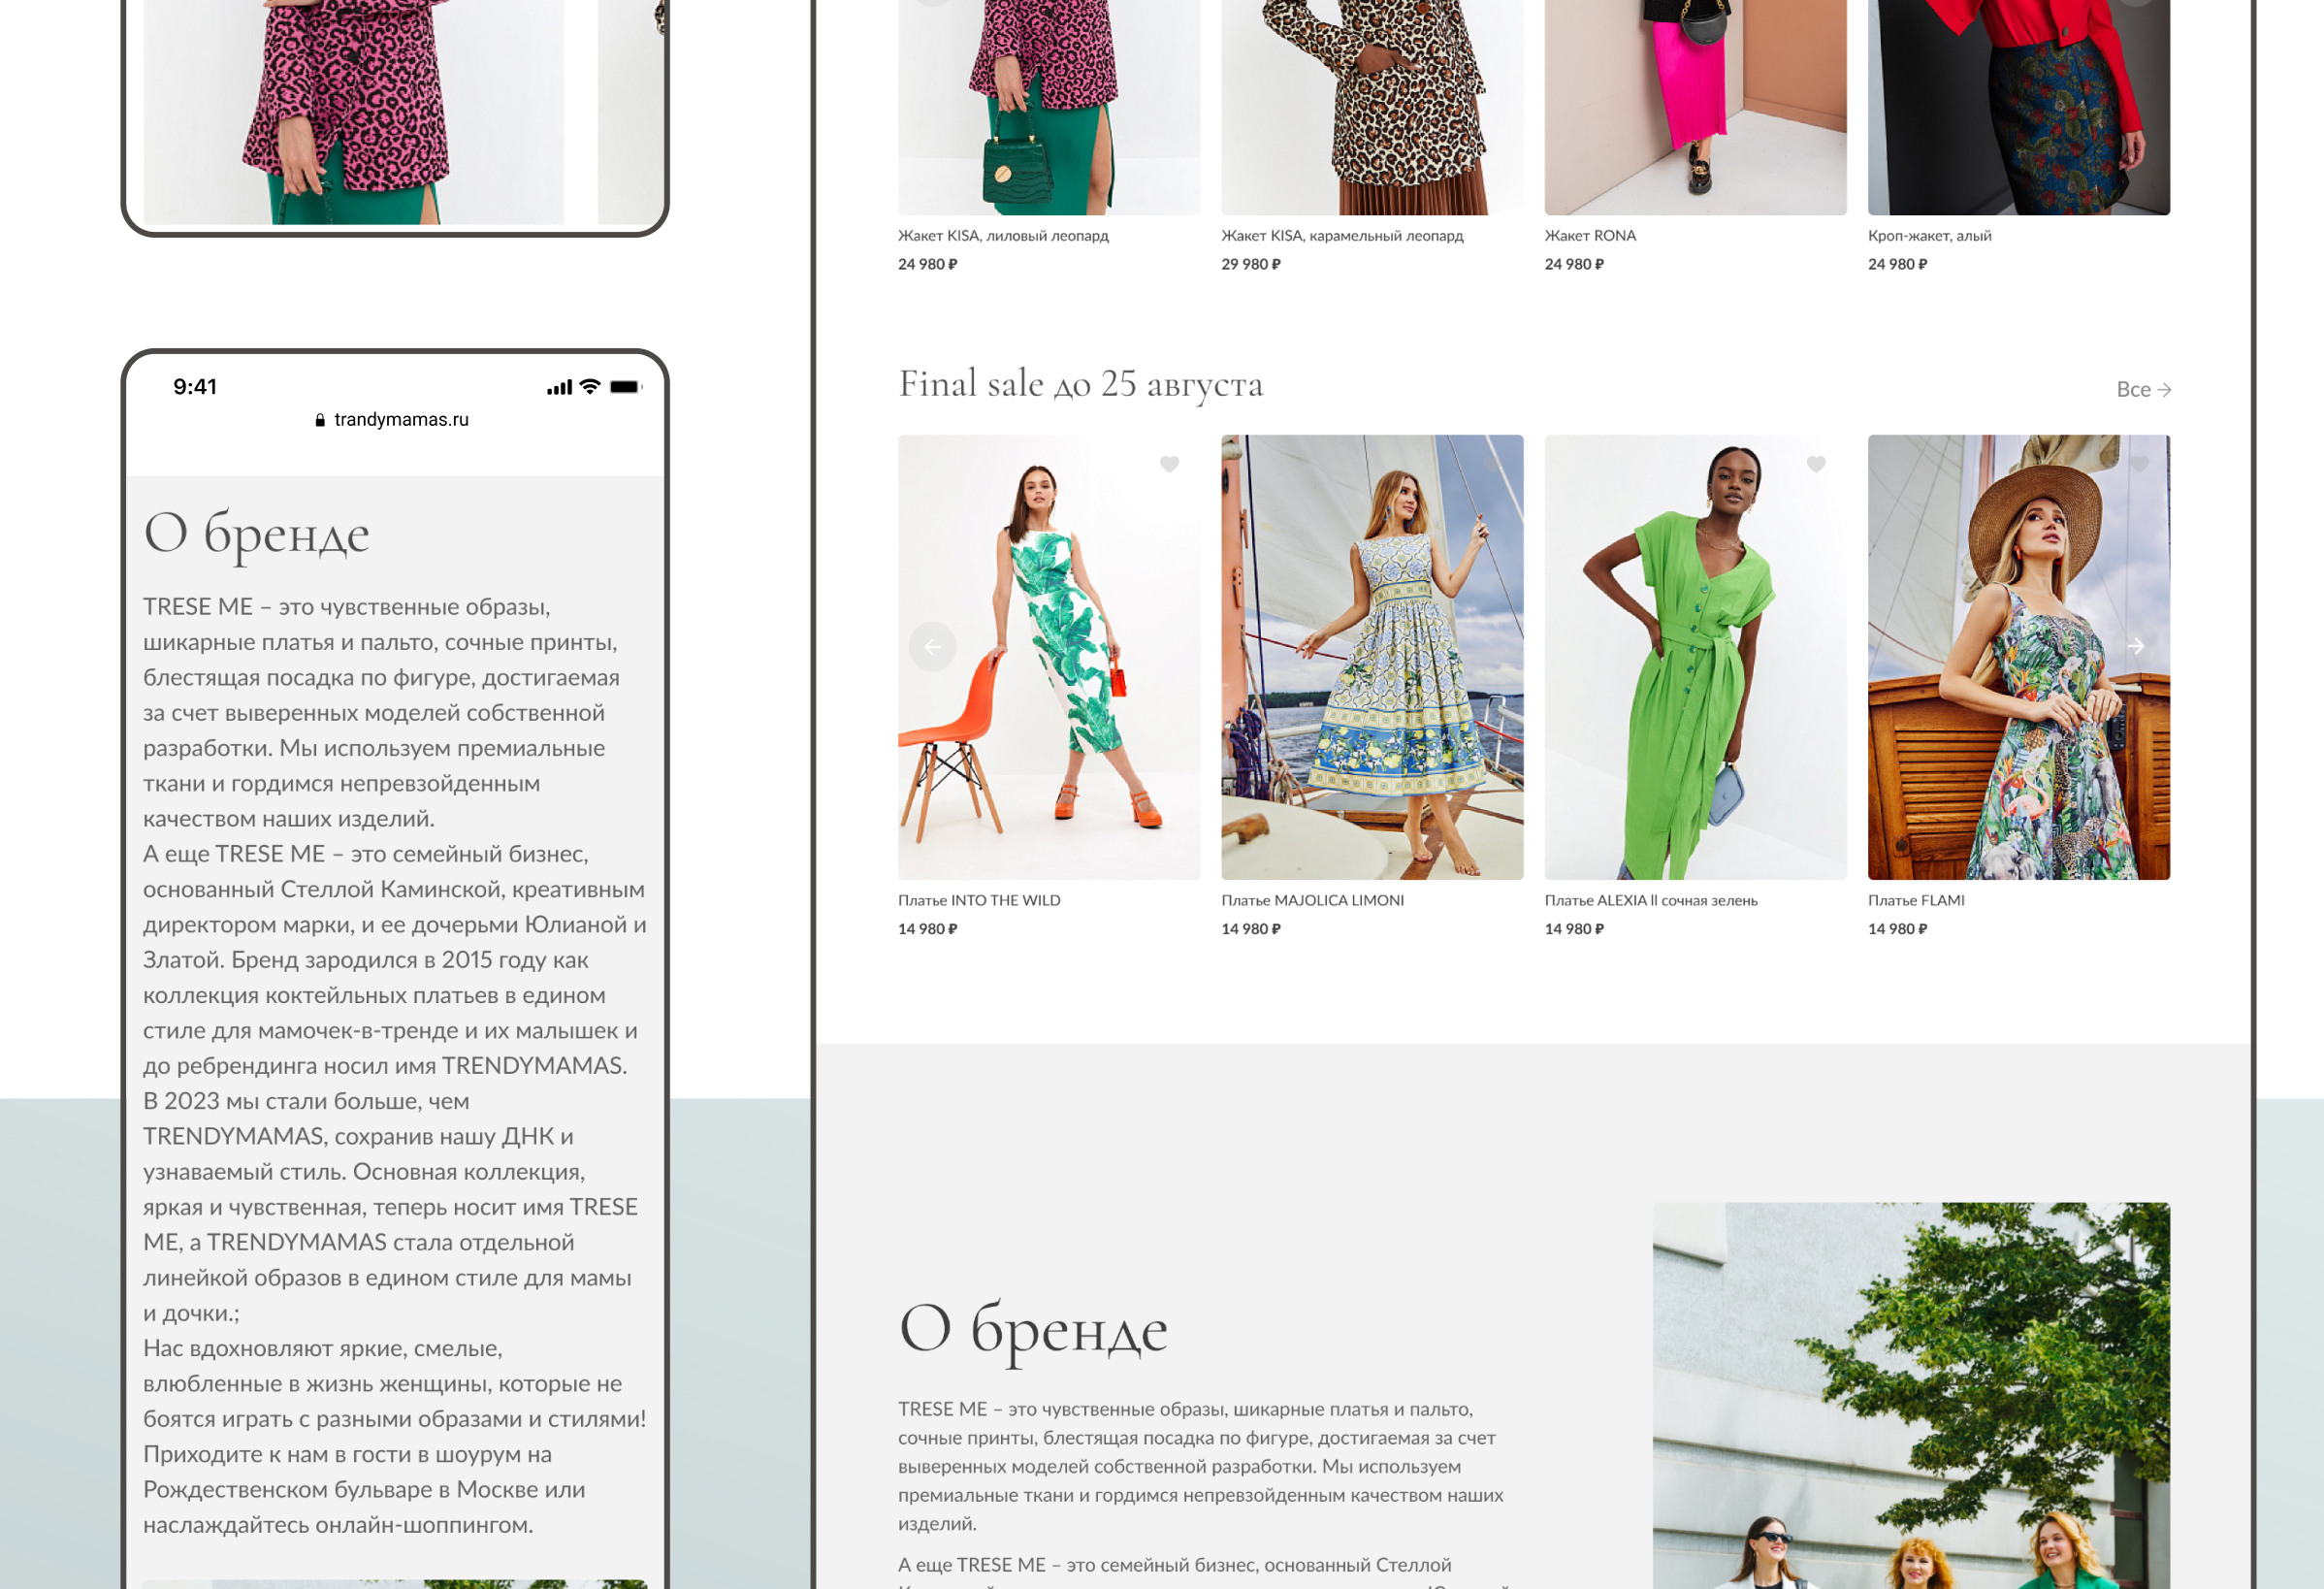 9:41
trandymamas.ru
О бренде
TRESE ME – это чувственные образы,
шикарные платья и пальто, сочные принты,
блестящая посадка по фигуре, достигаемая
за счет выверенных моделей собственной
разработки. Мы используем премиальные
ткани и гордимся непревзойденным
качеством наших изделий.
А еще TRESE ME – это семейный бизнес,
основанный Стеллой Каминской, креативным
директором марки, и ее дочерьми Юлианой и
Златой. Бренд зародился в 2015 году как
коллекция коктейльных платьев в едином
стиле для мамочек-в-тренде и их малышек и
до ребрендинга носил имя TRENDYMAMAS.
В 2023 мы стали больше, чем
TRENDYMAMAS, сохранив нашу ДНК и
узнаваемый стиль. Основная коллекция,
яркая и чувственная, теперь носит имя TRESE
ME, а TRENDYMAMAS стала отдельной
линейкой образов в едином стиле для мамы
и дочки.;
Нас вдохновляют яркие, смелые,
влюбленные в жизнь женщины, которые не
боятся играть с разными образами и стилями!
Приходите к нам в гости в шоурум на
Рождественском бульваре в Москве или
наслаждайтесь онлайн-шоппингом.
Жакет KISA, лиловый леопард
24 980 ₽
Жакет KISA, карамельный леопард
29 980 ₽
Жакет RONA
24 980 ₽
Кроп-жакет, алый
24 980 ₽
Final sale до 25 августа
Все →
Платье INTO THE WILD
14 980 ₽
Платье MAJOLICA LIMONI
14 980 ₽
Платье ALEXIA ll сочная зелень
14 980 ₽
Платье FLAMI
14 980 ₽
О бренде
TRESE ME – это чувственные образы, шикарные платья и пальто,
сочные принты, блестящая посадка по фигуре, достигаемая за счет
выверенных моделей собственной разработки. Мы используем
премиальные ткани и гордимся непревзойденным качеством наших
изделий.
А еще TRESE ME – это семейный бизнес, основанный Стеллой